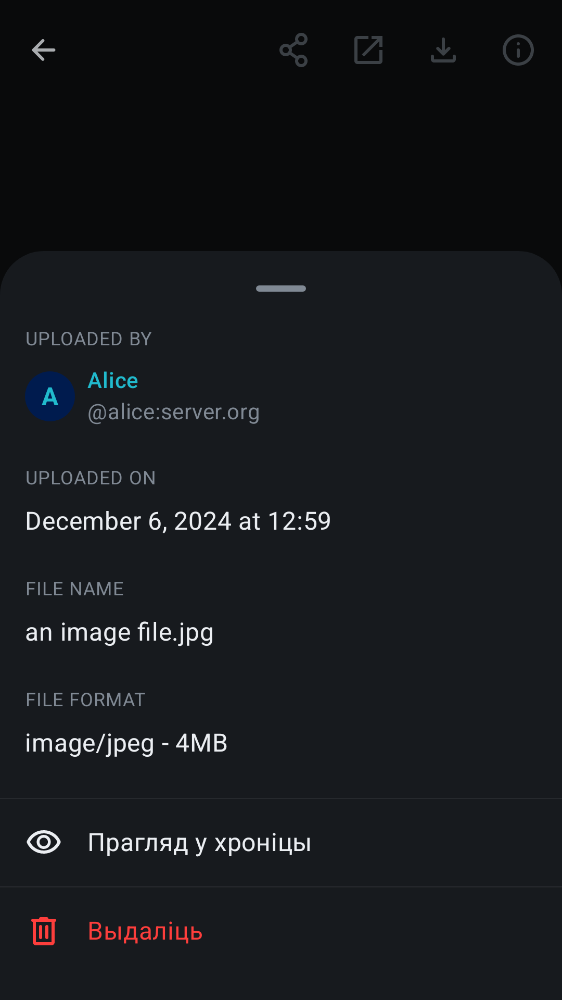 UPLOADED BY
A
Alice
@alice:server.org
UPLOADED ON
December 6, 2024 at 12:59
FILE NAME
an image file.jpg
FILE FORMAT
image/jpeg - 4MB
Прагляд у хроніцы
Выдаліць